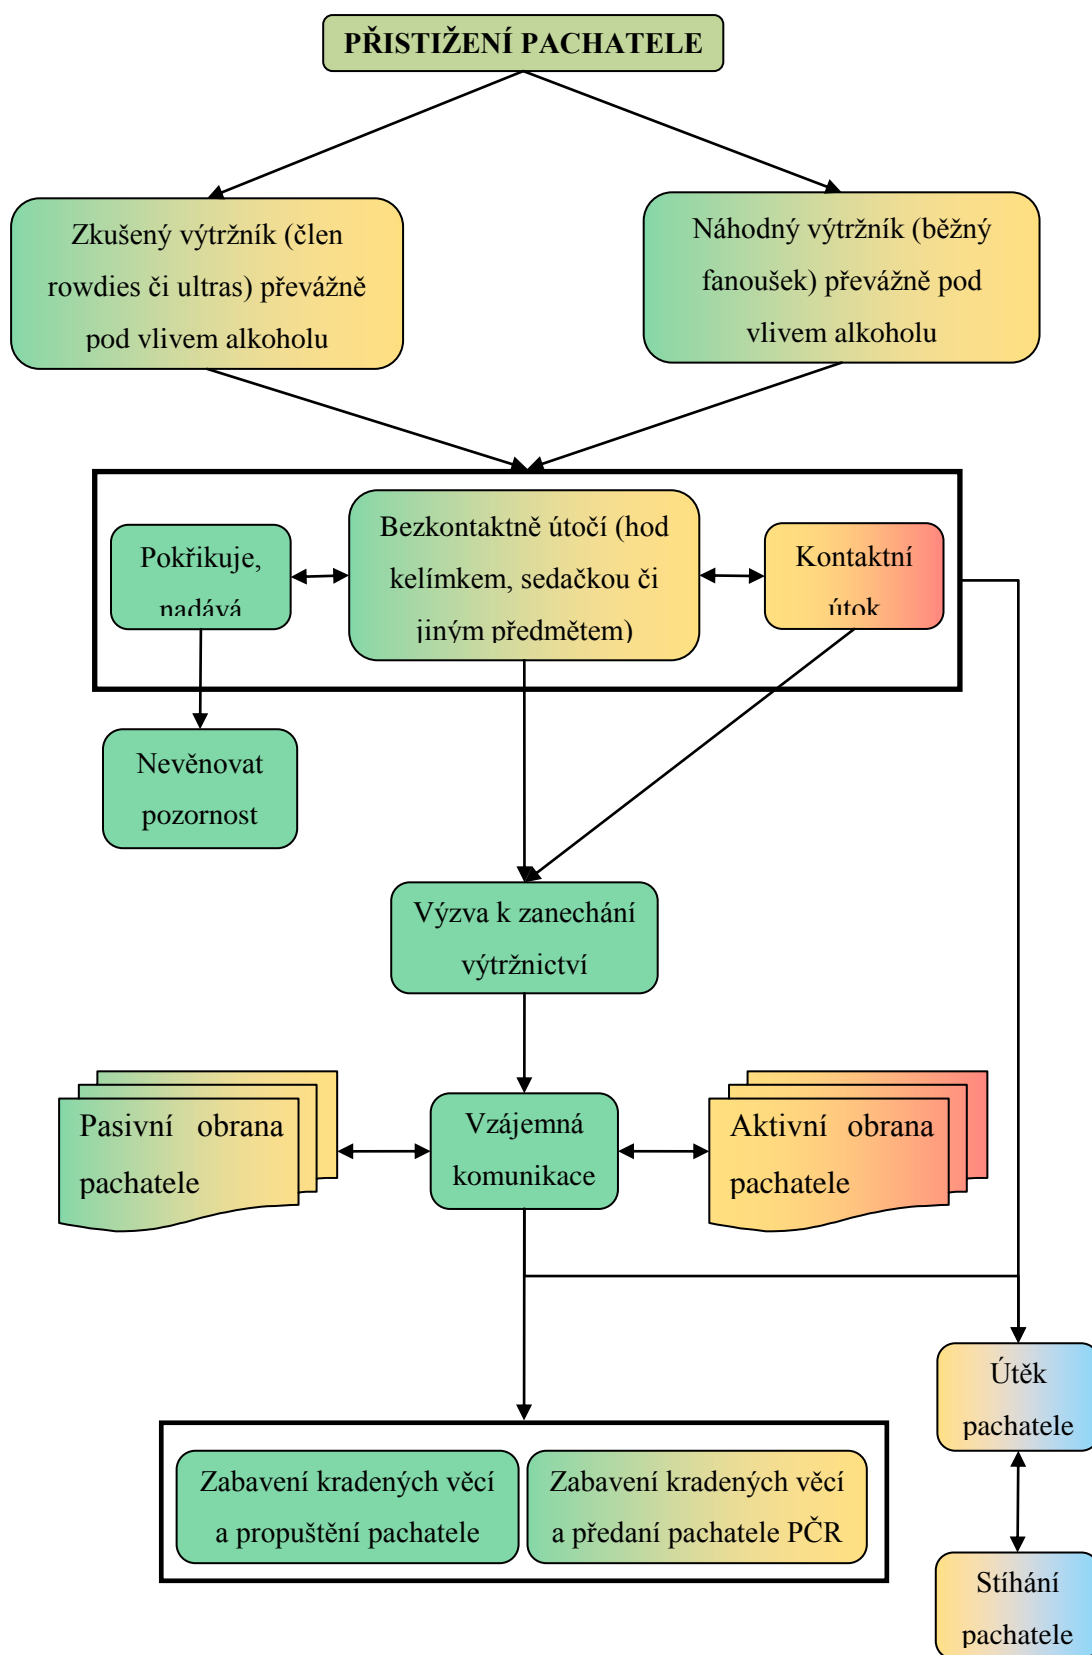 PŘISTIŽENÍ PACHATELE
Zkušený výtržník (člen
rowdies či ultras) převážně
pod vlivem alkoholu
Náhodný výtržník (běžný
fanoušek) převážně pod
vlivem alkoholu
Pokřikuje,
nadává
Bezkontaktně útočí (hod
kelímkem, sedačkou či
jiným předmětem)
Kontaktní
útok
Nevěnovat
pozornost
Výzva k zanechání
výtržnictví
Pasivní obrana
pachatele
Vzájemná
komunikace
Aktivní obrana
pachatele
Útěk
pachatele
Zabavení kradených věcí
a propuštění pachatele
Zabavení kradených věcí
a předaní pachatele PČR
Stíhání
pachatele